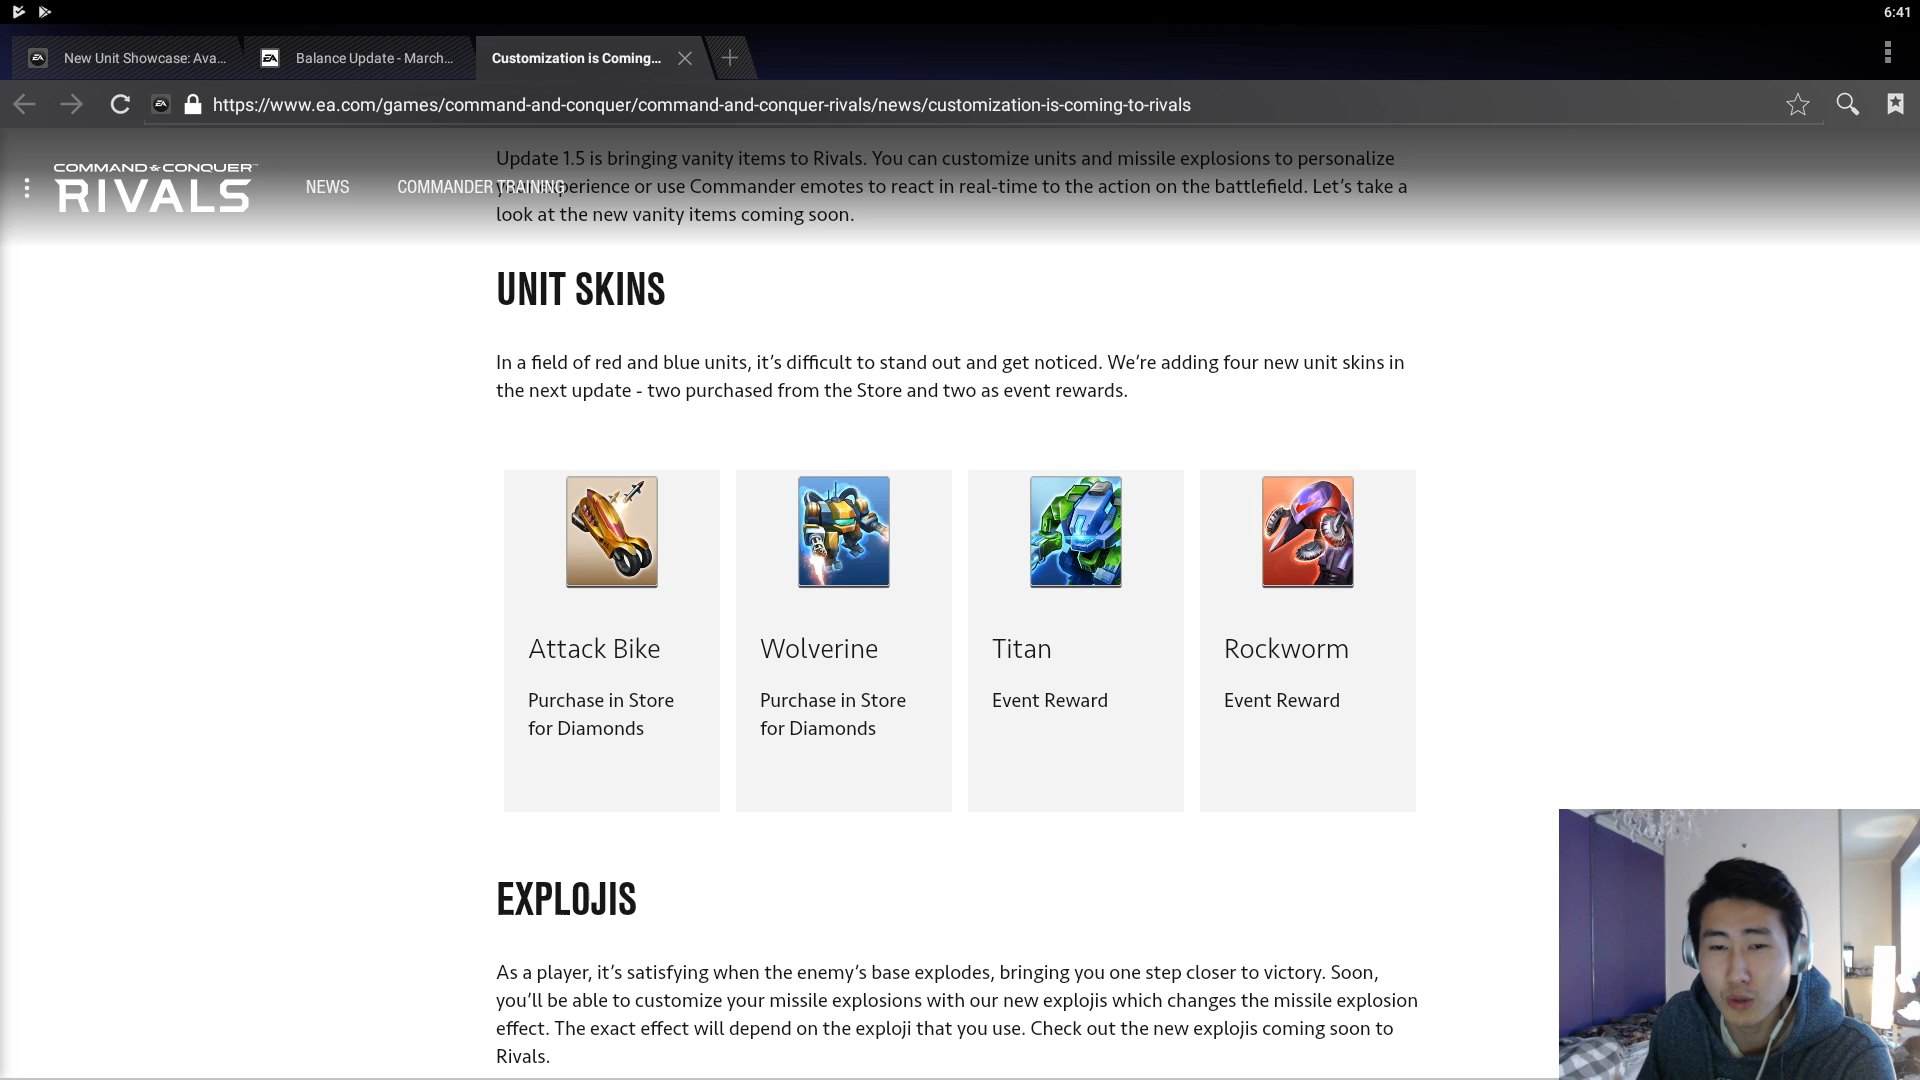 6:41
New Unit Showcase: Ava...
Balance Update - March...
Customization is Coming...
https://www.ea.com/games/command-and-conquer/command-and-conquer-rivals/news/customization-is-coming-to-rivals
COMMAND & CONQUER™
RIVALS
NEWS
COMMANDER TRAINING
Update 1.5 is bringing vanity items to Rivals. You can customize units and missile explosions to personalize
experience or use Commander emotes to react in real-time to the action on the battlefield. Let’s take a
look at the new vanity items coming soon.
UNIT SKINS
In a field of red and blue units, it’s difficult to stand out and get noticed. We’re adding four new unit skins in
the next update - two purchased from the Store and two as event rewards.
Attack Bike
Purchase in Store
for Diamonds
Wolverine
Purchase in Store
for Diamonds
Titan
Event Reward
Rockworm
Event Reward
EXPLOJIS
As a player, it’s satisfying when the enemy’s base explodes, bringing you one step closer to victory. Soon,
you’ll be able to customize your missile explosions with our new explojis which changes the missile explosion
effect. The exact effect will depend on the exploji that you use. Check out the new explojis coming soon to
Rivals.